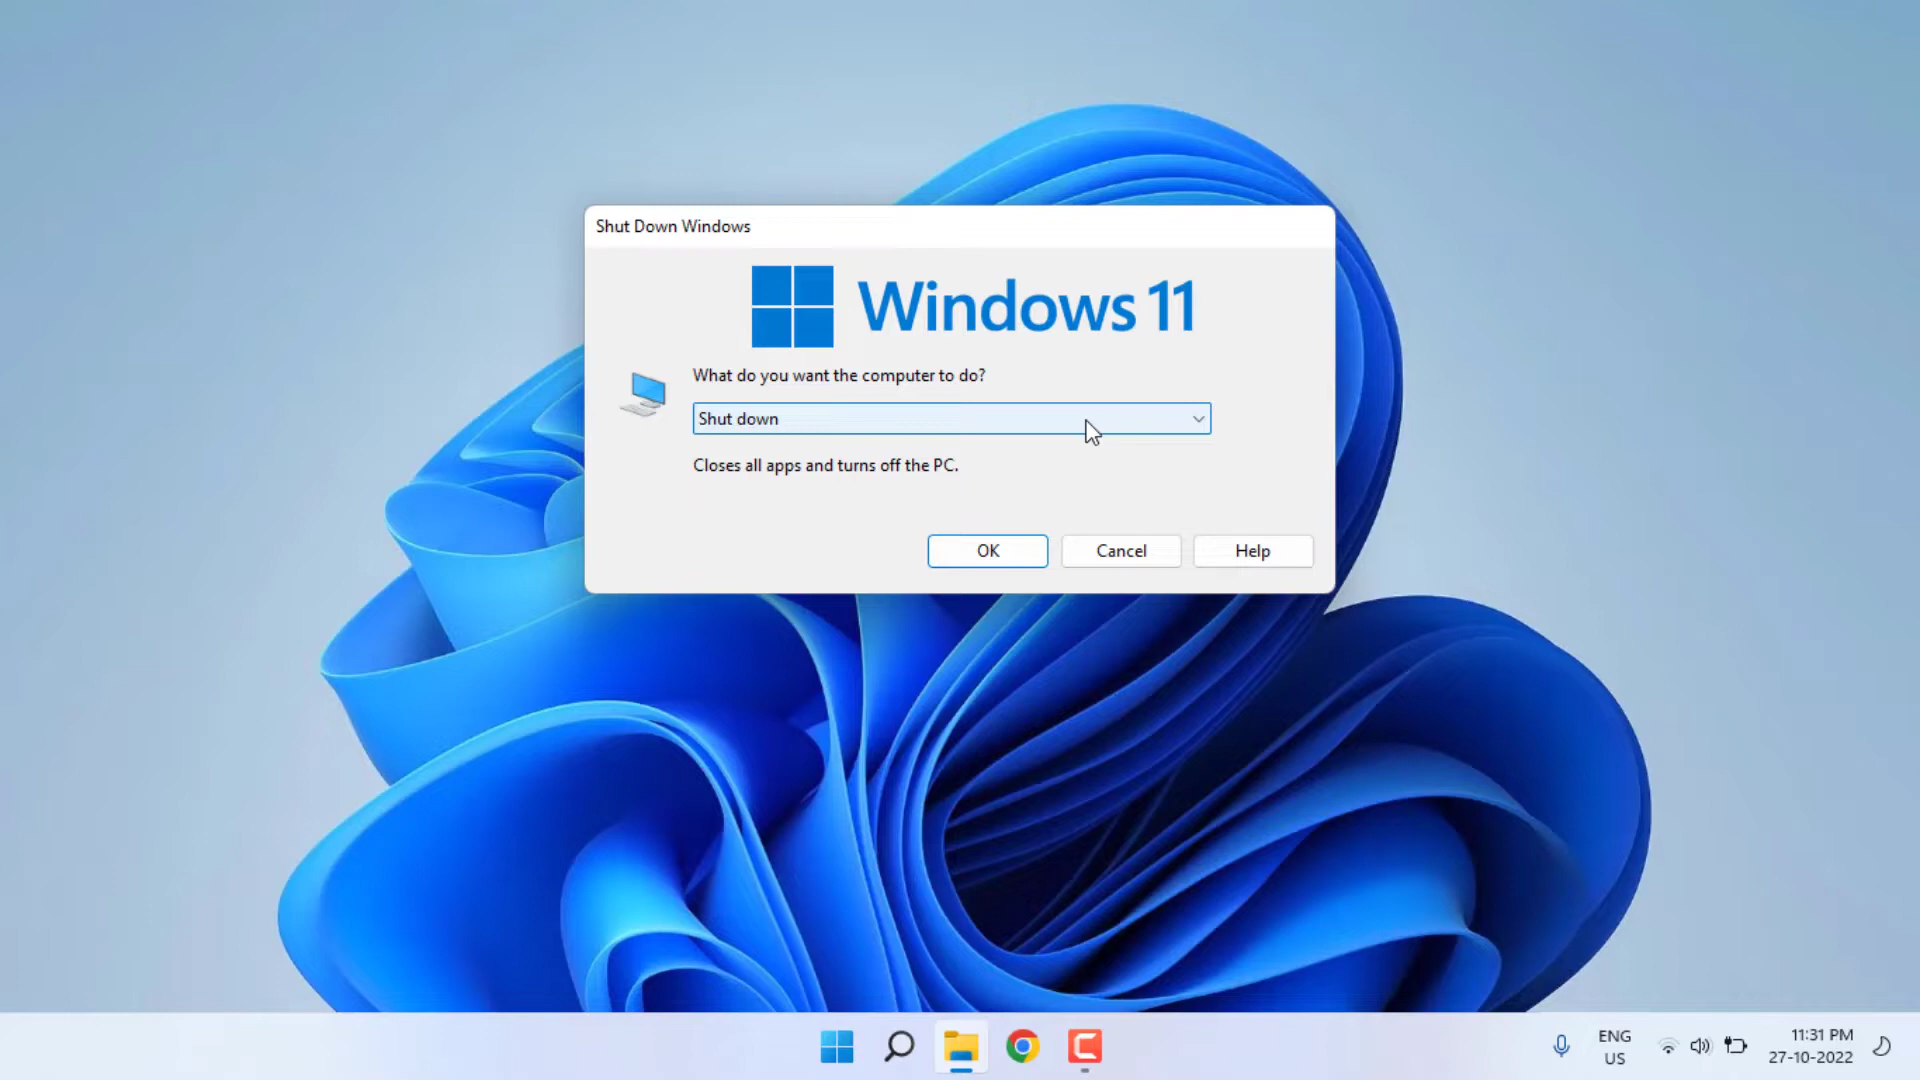 Shut Down Windows
Windows 11
What do you want the computer to do?
Shut down
Closes all apps and turns off the PC.
OK
Cancel
Help
ENG
US
11:31 PM
27-10-2022